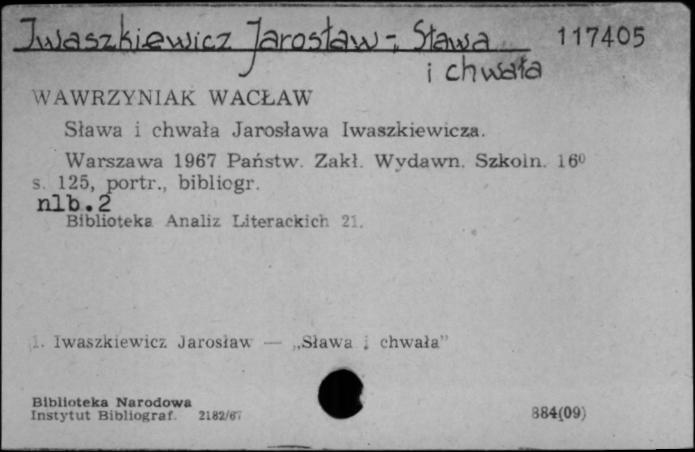 Iwaszkiewicz Jarosław -, Sława 117405
i chwała
WAWRZYNIAK WACŁAW
Sława i chwała Jarosława Iwaszkiewicza.
Warszawa 1967 Państw. Zakł. Wydawn. Szkoln. 16⁰
s. 125, portr., bibliogr.
nlb.2
Biblioteka Analiz Literackich 21.
1. Iwaszkiewicz Jarosław — „Sława i chwała”
Biblioteka Narodowa
Instytut Bibliograf. 2182/67
884(09)